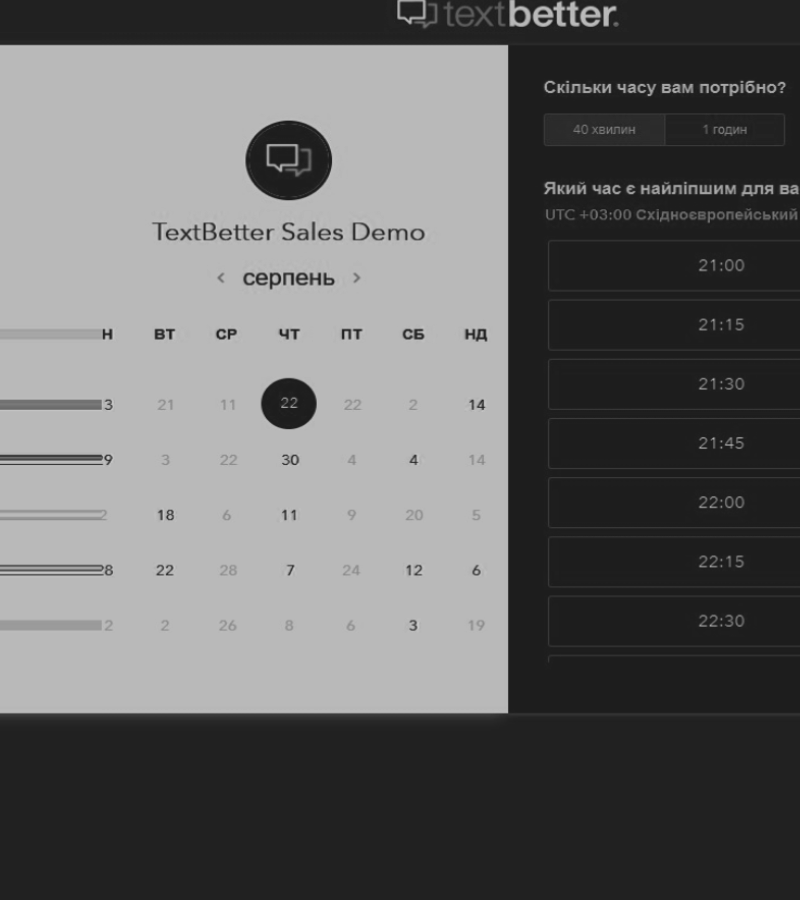 textbetter.
TextBetter Sales Demo
< серпень >
Н ВТ СР ЧТ ПТ СБ НД
3 21 11 22 22 2 14
9 3 22 30 4 4 14
2 18 6 11 9 20 5
8 22 28 7 24 12 6
2 2 26 8 6 3 19
Скільки часу вам потрібно?
40 хвилин 1 годин
Який час є найліпшим для ва
UTC +03:00 Східноєвропейський
21:00
21:15
21:30
21:45
22:00
22:15
22:30